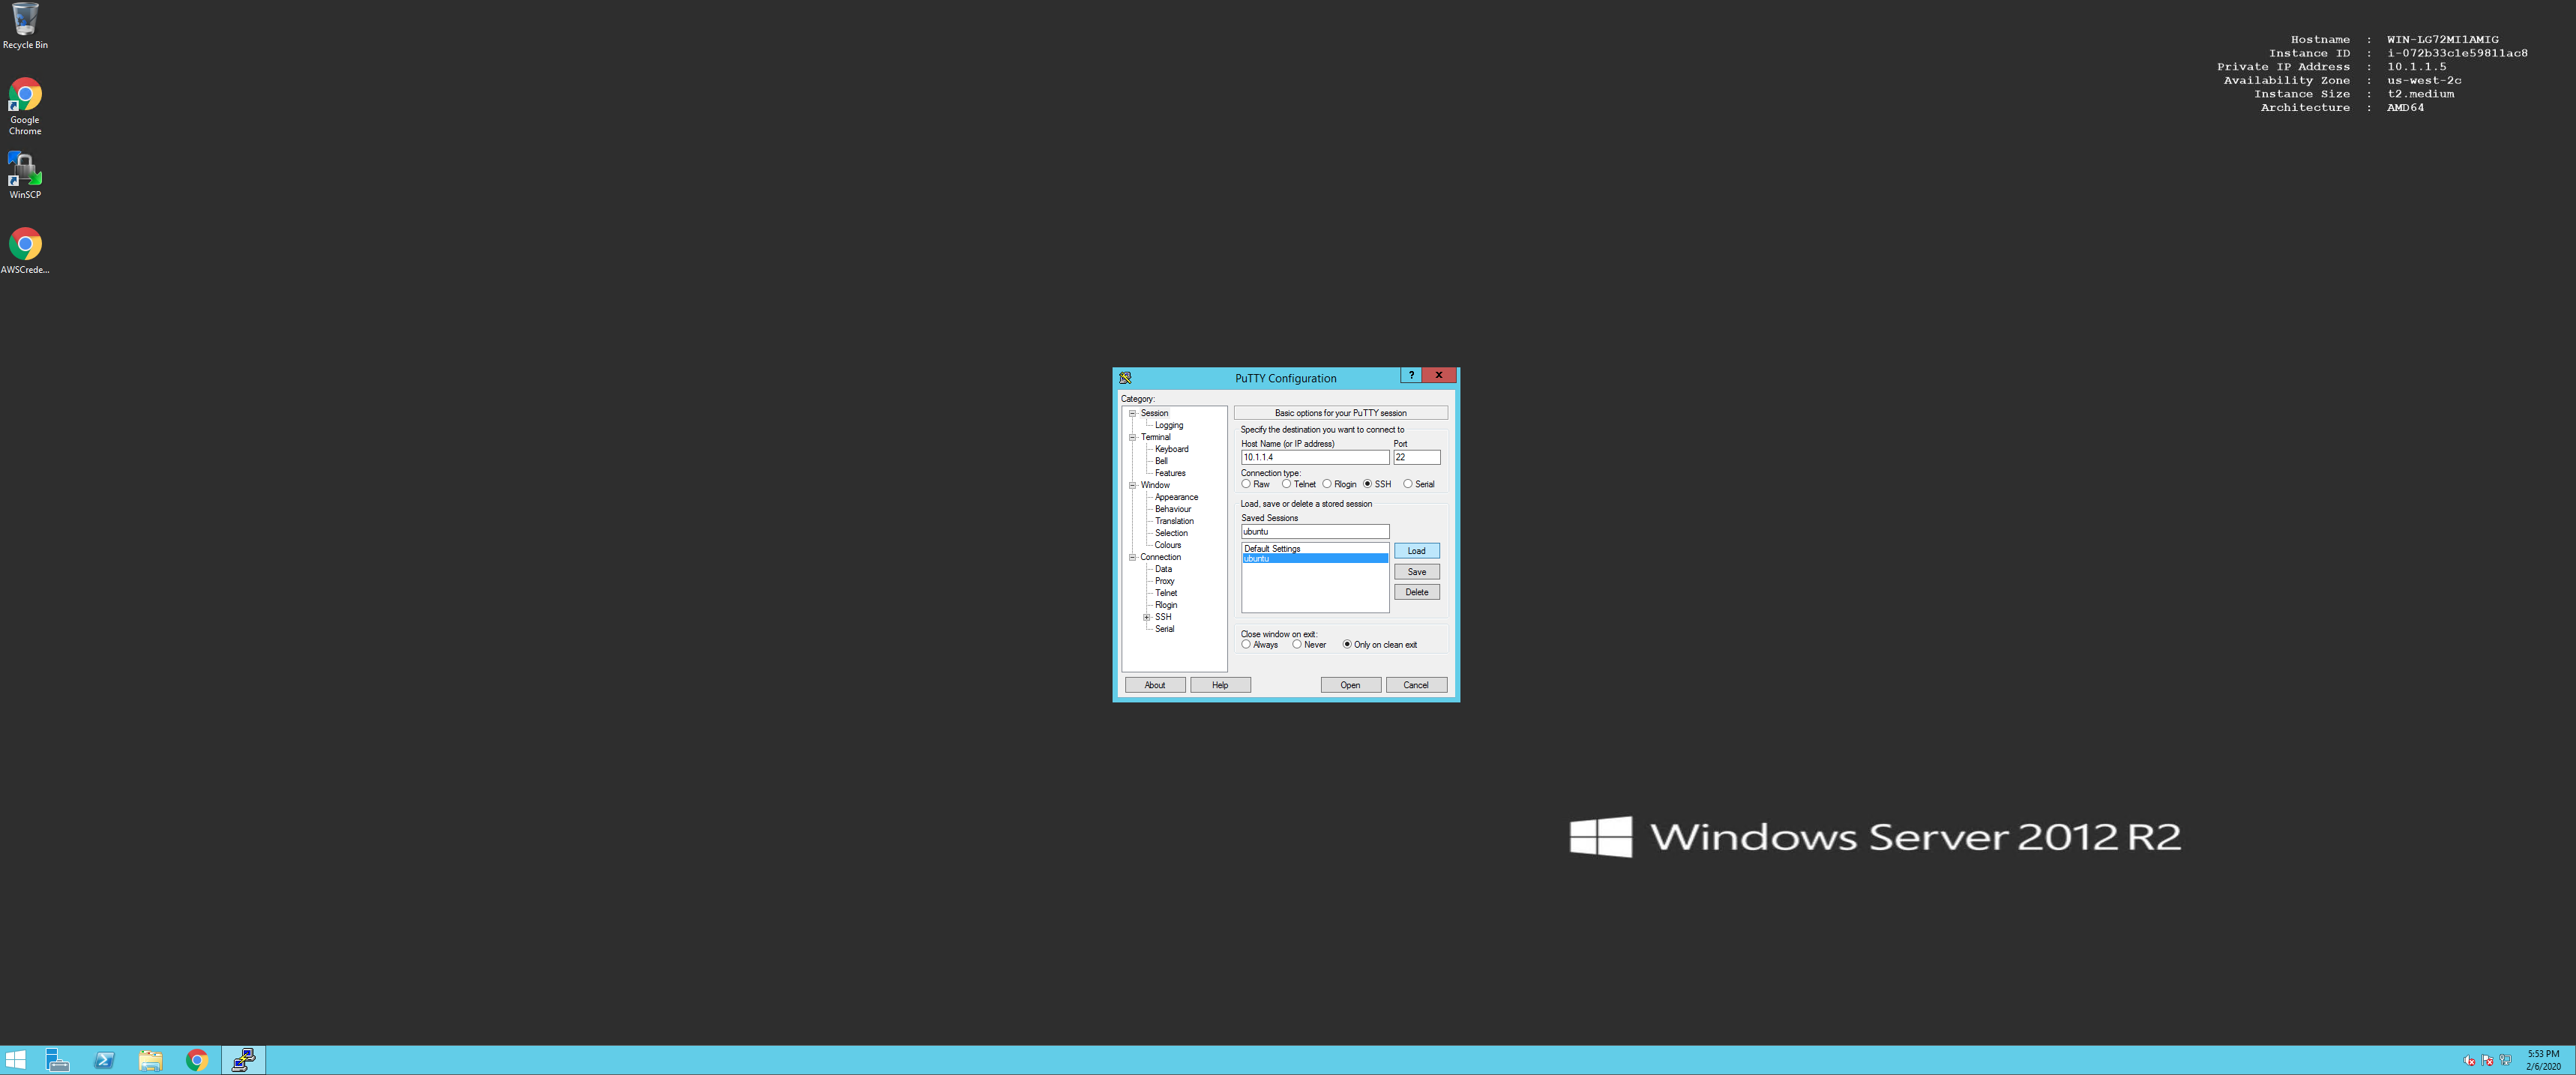 Recycle Bin
Google
Chrome
WinSCP
AWSCrede...
Hostname : WIN-LG72MI1AMIG
Instance ID : i-072b33c1e59811ac8
Private IP Address : 10.1.1.5
Availability Zone : us-west-2c
Instance Size : t2.medium
Architecture : AMD64
PuTTY Configuration
? x
Category:
Session
Logging
Terminal
Keyboard
Bell
Features
Window
Appearance
Behaviour
Translation
Selection
Colours
Connection
Data
Proxy
Telnet
Rlogin
SSH
Serial
Basic options for your PuTTY session
Specify the destination you want to connect to
Host Name (or IP address) Port
10.1.1.4 22
Connection type:
Raw Telnet Rlogin SSH Serial
Load, save or delete a stored session
Saved Sessions
ubuntu
Default Settings
ubuntu
Load
Save
Delete
Close window on exit:
Always Never Only on clean exit
About Help Open Cancel
Windows Server 2012 R2
5:53 PM
2/6/2020